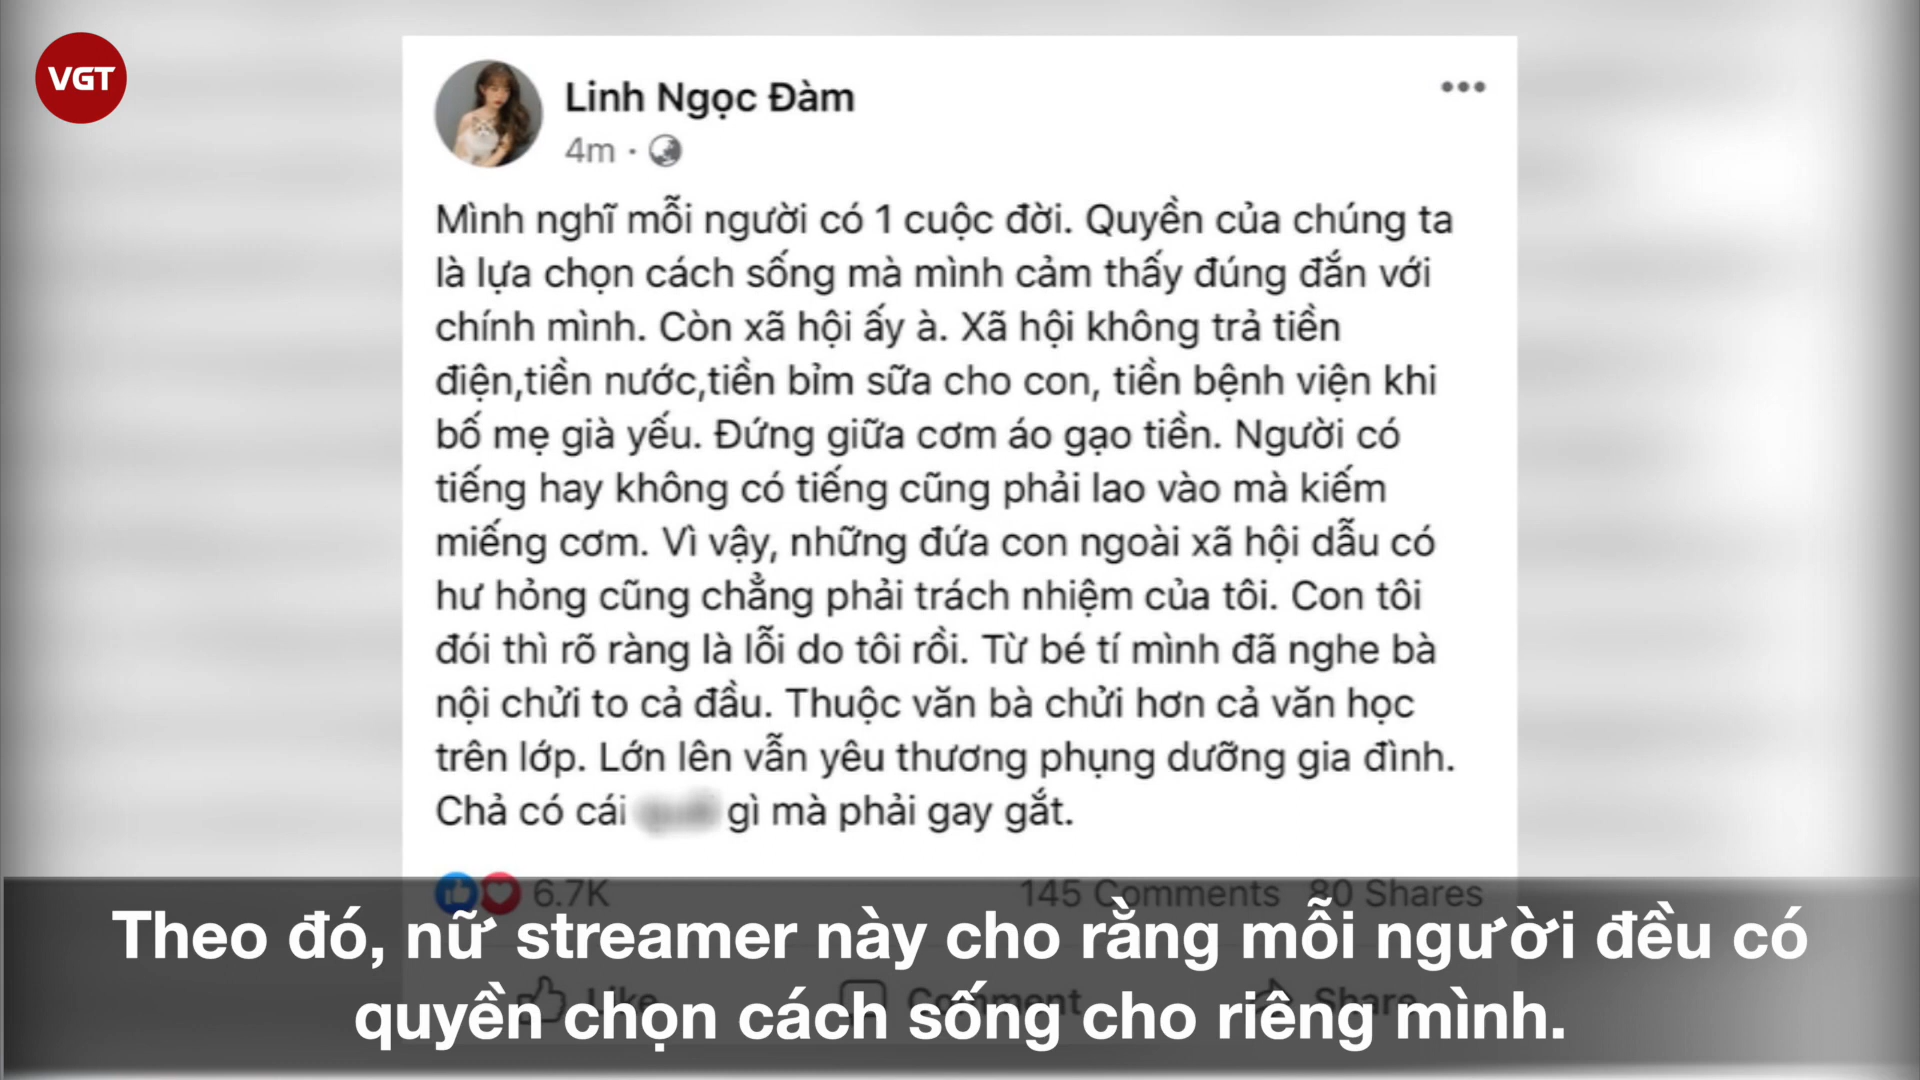 VGT
Linh Ngọc Đàm
4m ·
Mình nghĩ mỗi người có 1 cuộc đời. Quyền của chúng ta
là lựa chọn cách sống mà mình cảm thấy đúng đắn với
chính mình. Còn xã hội ấy à. Xã hội không trả tiền
điện,tiền nước,tiền bỉm sữa cho con, tiền bệnh viện khi
bố mẹ già yếu. Đứng giữa cơm áo gạo tiền. Người có
tiếng hay không có tiếng cũng phải lao vào mà kiếm
miếng cơm. Vì vậy, những đứa con ngoài xã hội dẫu có
hư hỏng cũng chẳng phải trách nhiệm của tôi. Con tôi
đói thì rõ ràng là lỗi do tôi rồi. Từ bé tí mình đã nghe bà
nội chửi to cả đầu. Thuộc văn bà chửi hơn cả văn học
trên lớp. Lớn lên vẫn yêu thương phụng dưỡng gia đình.
Chả có cái gì mà phải gay gắt.
6.7K 145 Comments 80 Shares
Theo đó, nữ streamer này cho rằng mỗi người đều có
Like Comment Share
quyền chọn cách sống cho riêng mình.